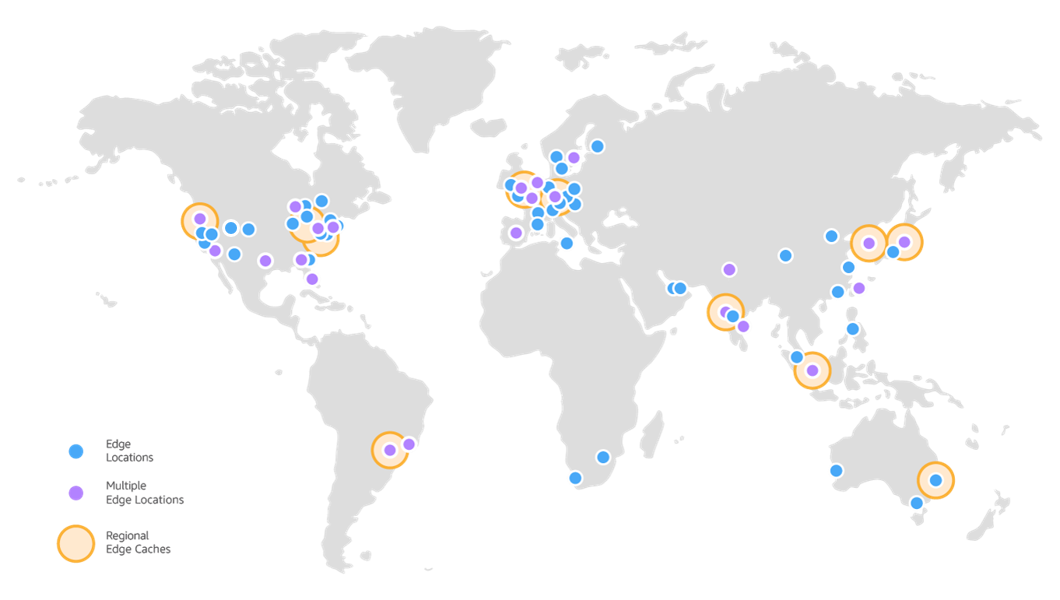 Edge
Locations
Multiple
Edge Locations
Regional
Edge Caches